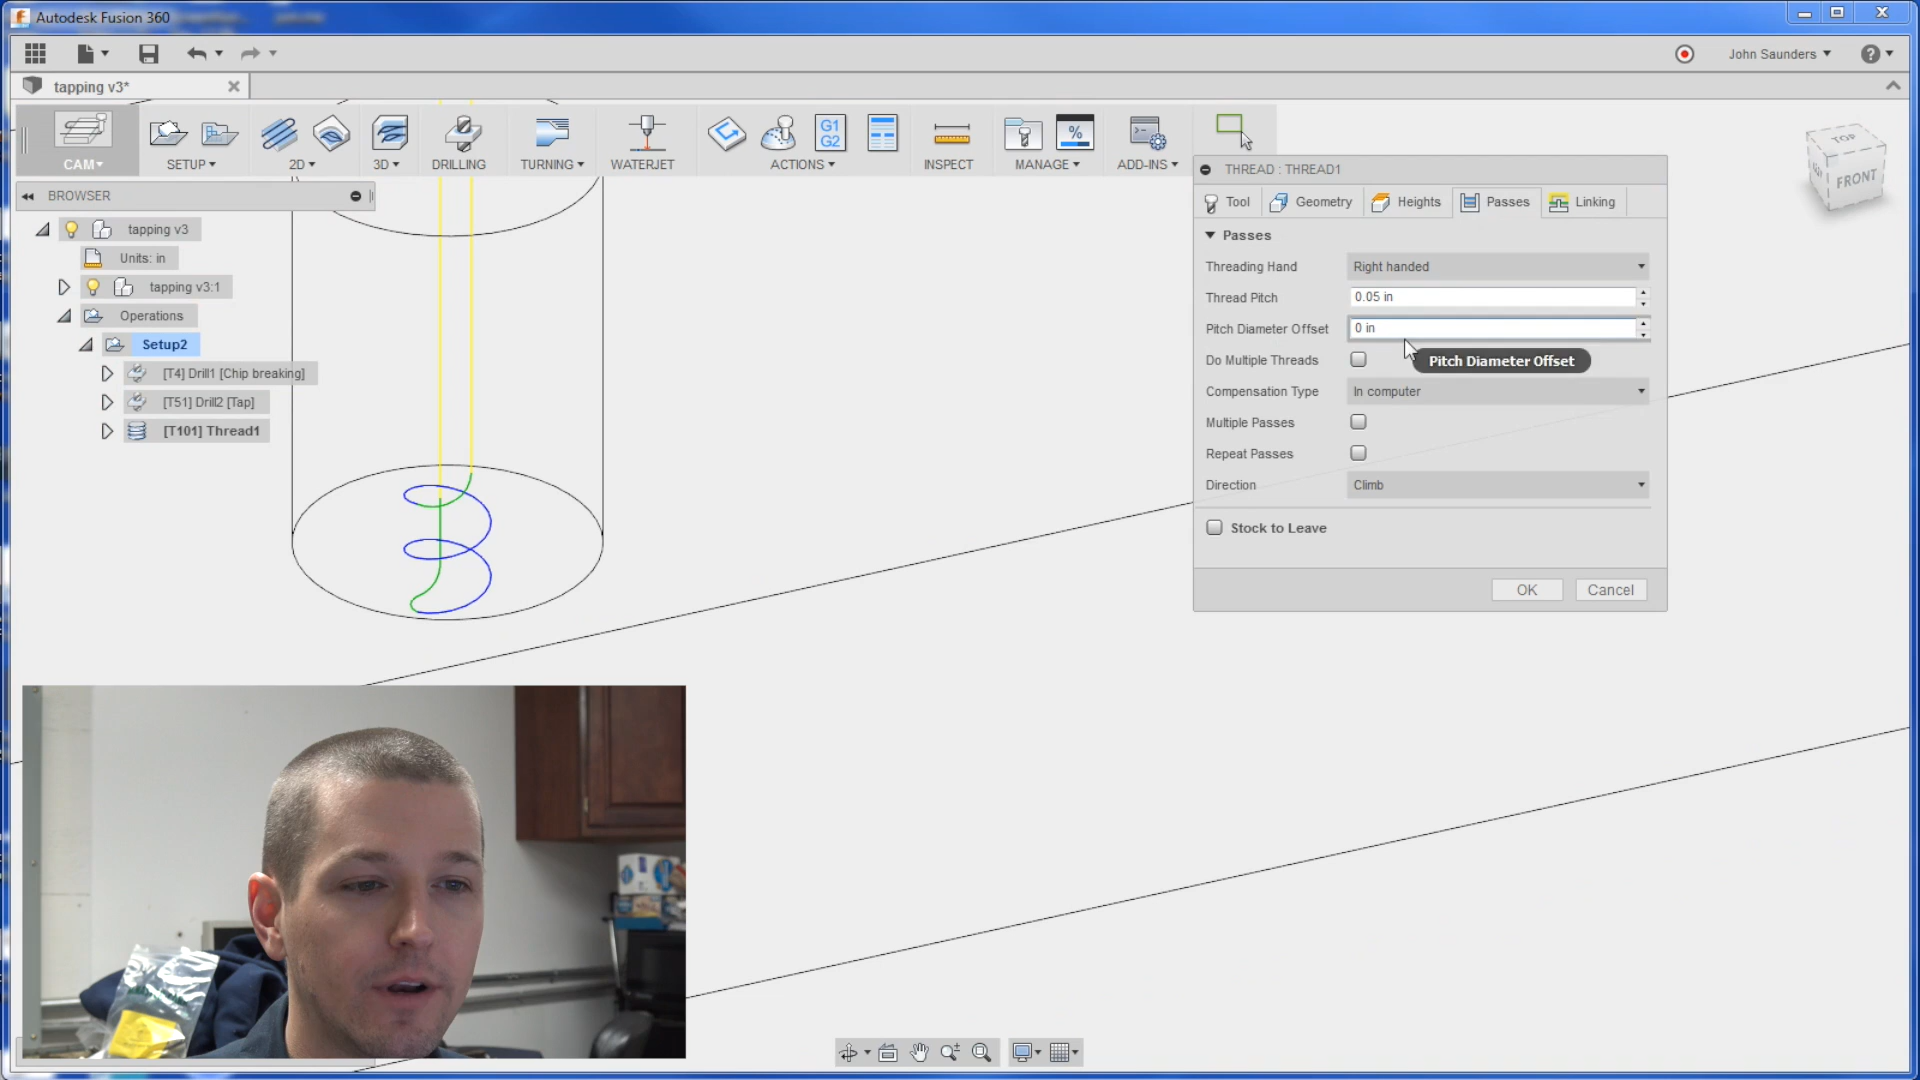 Autodesk Fusion 360
John Saunders
tapping v3*
CAM
SETUP
2D
3D
DRILLING
TURNING
WATERJET
G1
G2
ACTIONS
INSPECT
%
MANAGE
ADD-INS
TOP
FRONT
BROWSER
tapping v3
Units: in
tapping v3:1
Operations
Setup2
[T4] Drill1 [Chip breaking]
[T51] Drill2 [Tap]
[T101] Thread1
THREAD : THREAD1
Tool
Geometry
Heights
Passes
Linking
Passes
Threading Hand
Right handed
Thread Pitch
0.05 in
Pitch Diameter Offset
0 in
Do Multiple Threads
Pitch Diameter Offset
Compensation Type
In computer
Multiple Passes
Repeat Passes
Direction
Climb
Stock to Leave
OK
Cancel